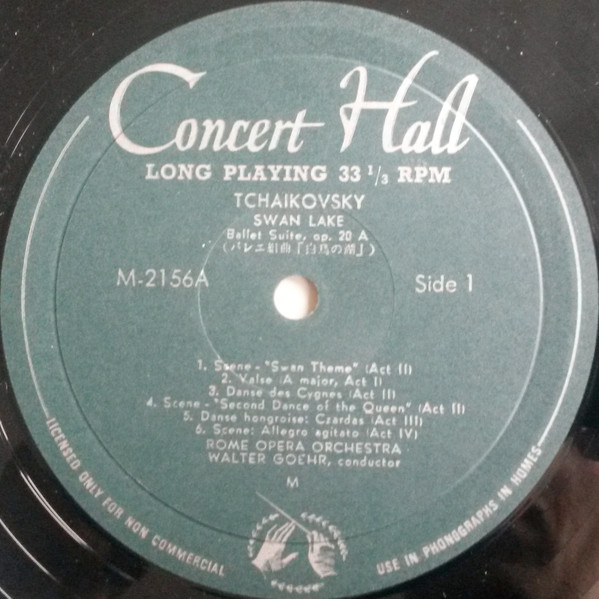 Concert Hall
LONG PLAYING 33 1/3 RPM
TCHAIKOVSKY
SWAN LAKE
Ballet Suite, op. 20 A
(バレエ組曲「白鳥の湖」)
M-2156A
Side 1
1. Scene - "Swan Theme" (Act II)
2. Valse (A major, Act I)
3. Danse des Cygnes (Act II)
4. Scene - "Second Dance of the Queen" (Act II)
5. Danse hongroise: Czardas (Act III)
6. Scene: Allegro agitato (Act IV)
ROME OPERA ORCHESTRA
WALTER GOEHR, conductor
M
LICENSED ONLY FOR NON COMMERCIAL
USE IN PHONOGRAPHS IN HOMES